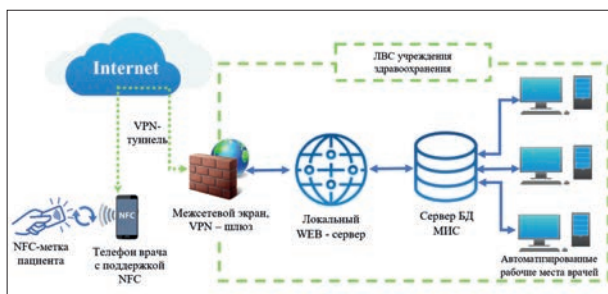 Internet
ЛВС учреждения
здравоохранения
VPN-
туннель
NFC
NFC-метка
пациента
Телефон врача
с поддержкой
NFC
Межсетевой экран,
VPN – шлюз
Локальный
WEB - сервер
Сервер БД
МИС
Автоматизированные
рабочие места врачей